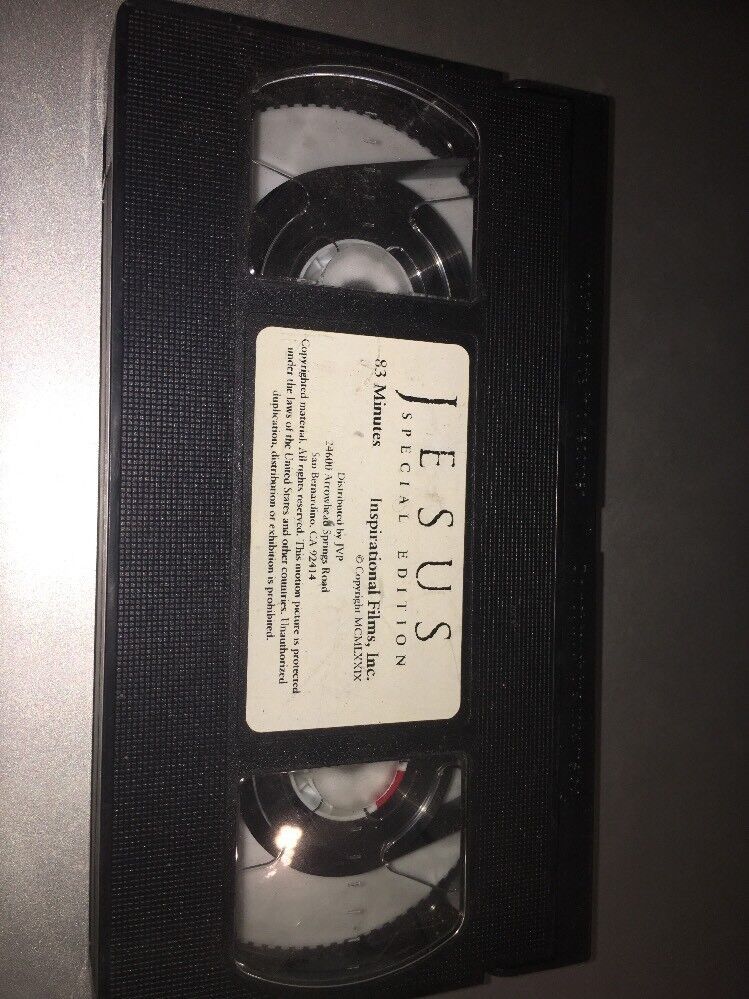 JESUS
SPECIAL EDITION
83 Minutes Inspirational Films, Inc.
© Copyright MCMLXXIX
Distributed by JVP
24600 Arrowhead Springs Road
San Bernardino, CA 92414
Copyrighted material. All rights reserved. This motion picture is protected
under the laws of the United States and other countries. Unauthorized
duplication, distribution or exhibition is prohibited.